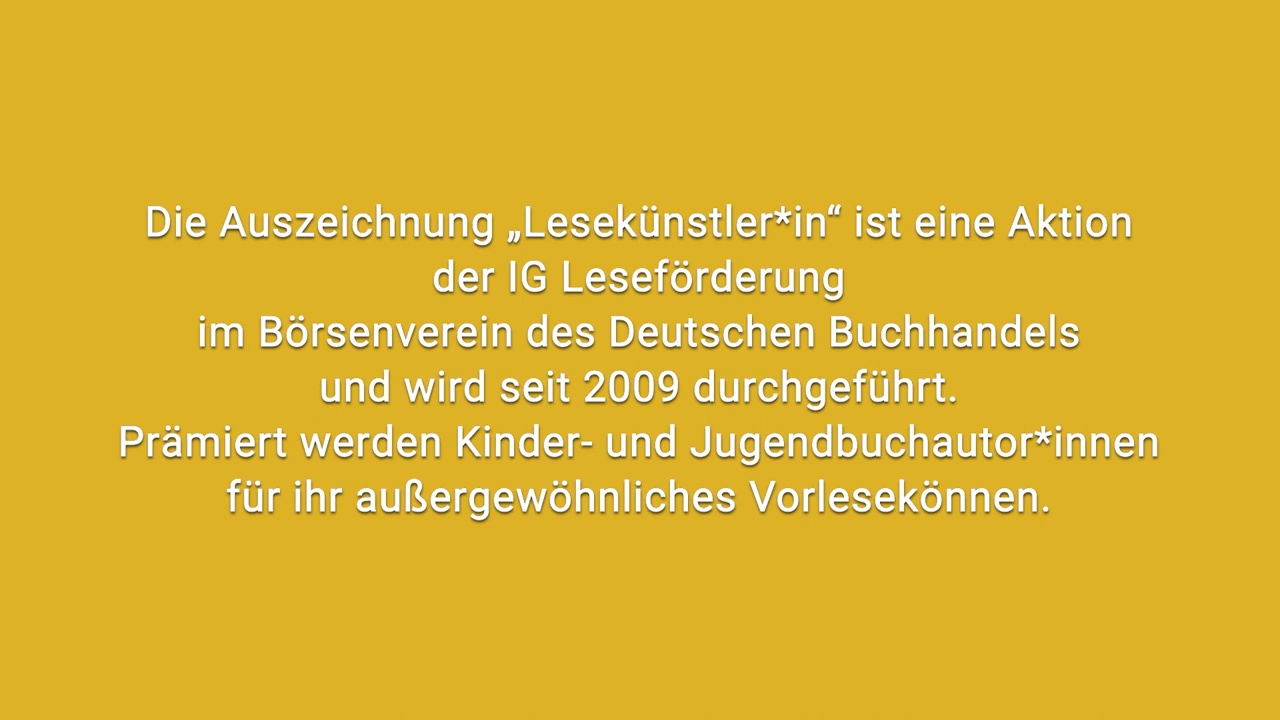 Die Auszeichnung „Lesekünstler*in“ ist eine Aktion
der IG Leseförderung
im Börsenverein des Deutschen Buchhandels
und wird seit 2009 durchgeführt.
Prämiert werden Kinder- und Jugendbuchautor*innen
für ihr außergewöhnliches Vorlesekönnen.